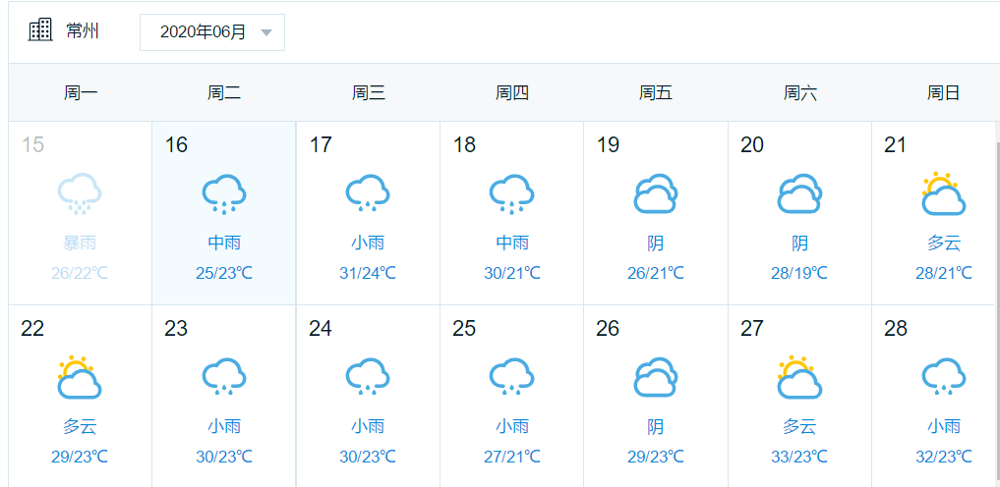 常州 2020年06月
周一 周二 周三 周四 周五 周六 周日
15 16 17 18 19 20 21
暴雨 中雨 小雨 中雨 阴 阴 多云
26/22℃ 25/23℃ 31/24℃ 30/21℃ 26/21℃ 28/19℃ 28/21℃
22 23 24 25 26 27 28
多云 小雨 小雨 小雨 阴 多云 小雨
29/23℃ 30/23℃ 30/23℃ 27/21℃ 29/23℃ 33/23℃ 32/23℃